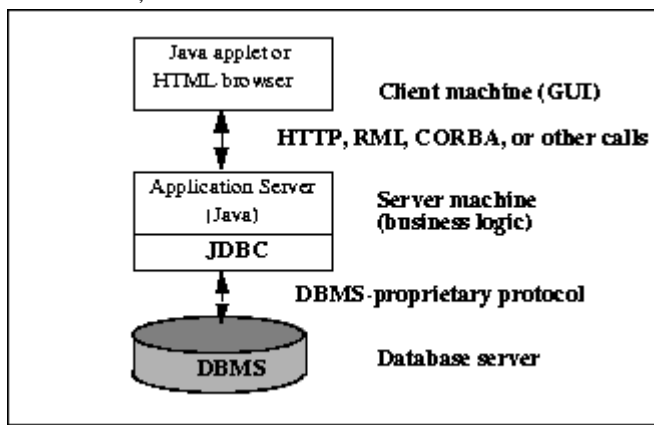 Java applet or
HTML browser
Client machine (GUI)
HTTP, RMI, CORBA, or other calls
Application Server
(Java)
JDBC
Server machine
(business logic)
DBMS-proprietary protocol
DBMS
Database server